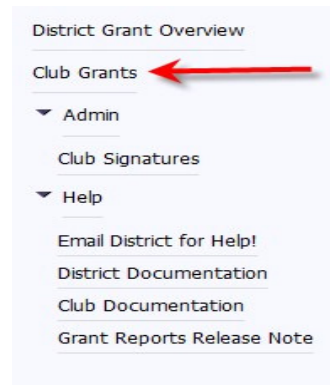 District Grant Overview
Club Grants
Admin
Club Signatures
Help
Email District for Help!
District Documentation
Club Documentation
Grant Reports Release Note